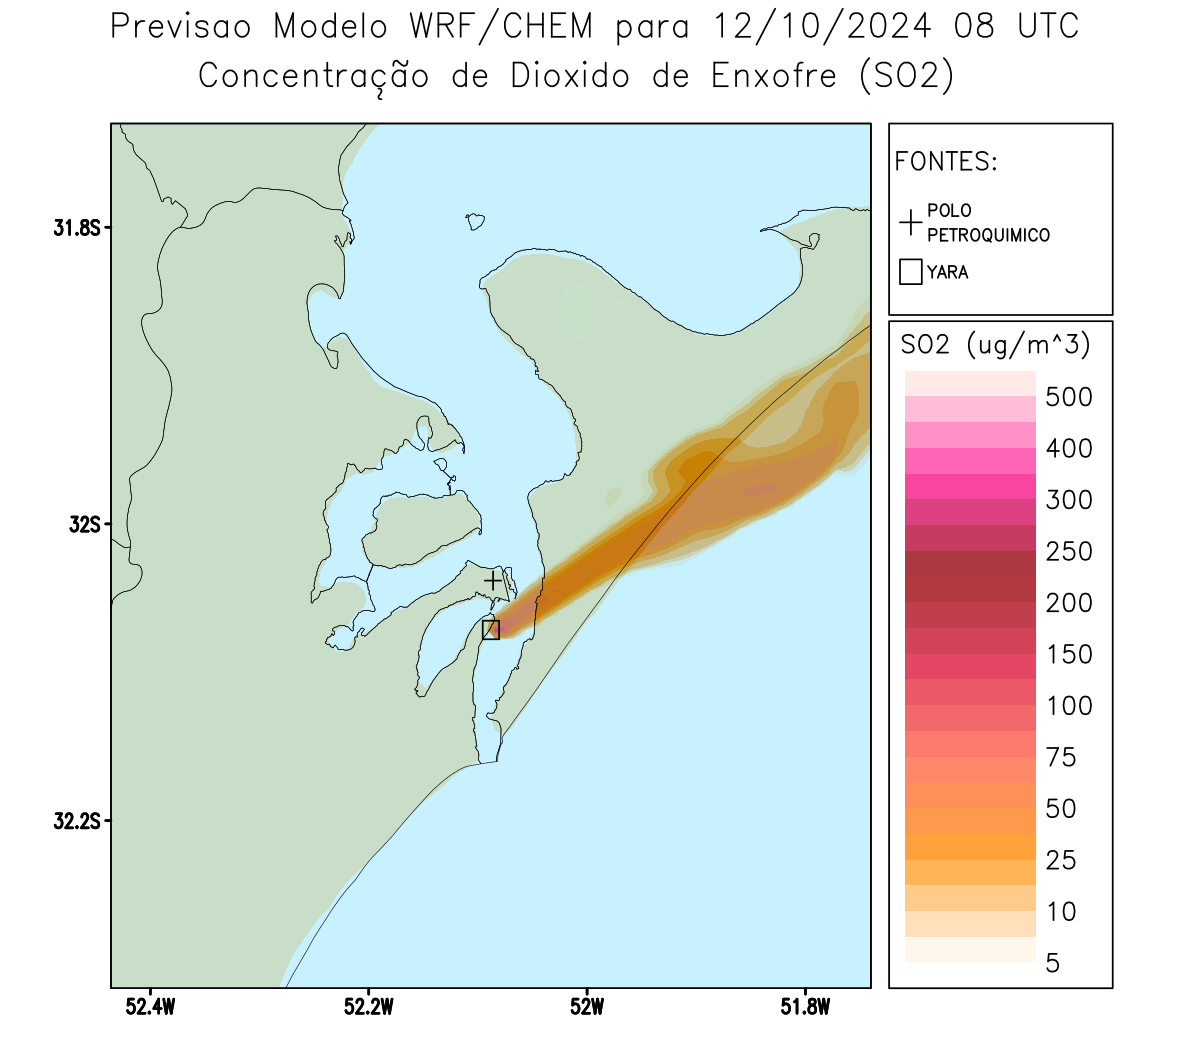 Previsao Modelo WRF/CHEM para 12/10/2024 08 UTC
Concentração de Dioxido de Enxofre (SO2)
FONTES:
POLO
PETROQUIMICO
YARA
31.8S
32S
32.2S
52.4W
52.2W
52W
51.8W
SO2 (ug/m^3)
500
400
300
250
200
150
100
75
50
25
10
5